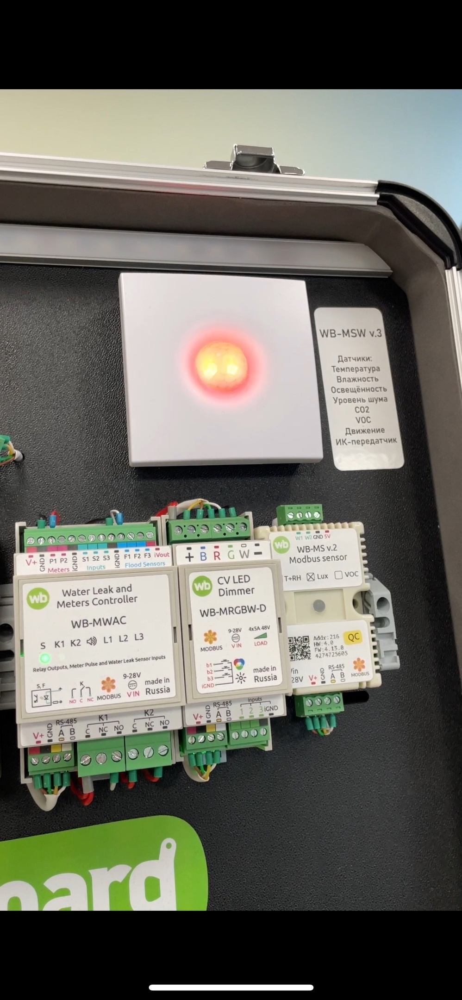 WB-MSW v.3
Датчики:
Температура
Влажность
Освещённость
Уровень шума
CO2
VOC
Движение
ИК-передатчик
V+ GND P1 P2 iGND S1 S2 S3 iGND F1 F2 F3 iVout
Meters Inputs Flood Sensors
wb
Water Leak and
Meters Controller
WB-MWAC
S K1 K2 L1 L2 L3
Relay Outputs, Meter Pulse and Water Leak Sensor Inputs
S, F
K
NO C NC
MODBUS
9-28V
V IN
made in
Russia
K1 K2
RS-485
V+ GND A B C NC NO C NC NO
+ B R G W −
wb
CV LED
Dimmer
WB-MRGBW-D
MODBUS
9-28V
V IN
4x5A 48V
LOAD
b1
b2
b3
iGND
made in
Russia
RS-485 Inputs
V+ GND A B 1 2 3 iGND
W1 W2 GND 5V
wb
WB-MS v.2
Modbus sensor
T+RH Lux VOC
Addr:216
HW:4.0
FW:4.13.0
4274725605
QC
28V
RS-485
V+ GND A B
MODBUS
oard